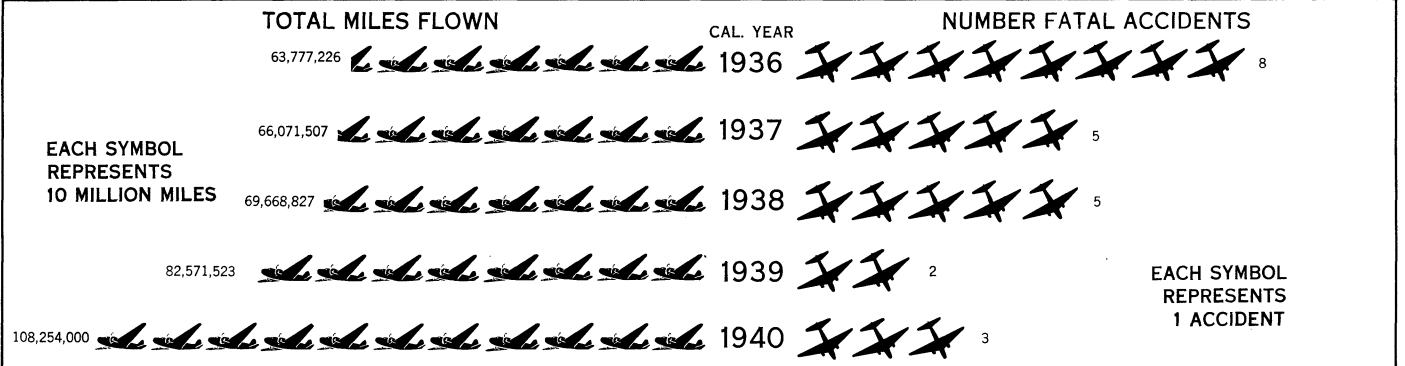 TOTAL MILES FLOWN
CAL. YEAR
NUMBER FATAL ACCIDENTS
63,777,226 1936 8
66,071,507 1937 5
EACH SYMBOL
REPRESENTS
10 MILLION MILES
69,668,827 1938 5
82,571,523 1939 2
EACH SYMBOL
REPRESENTS
1 ACCIDENT
108,254,000 1940 3